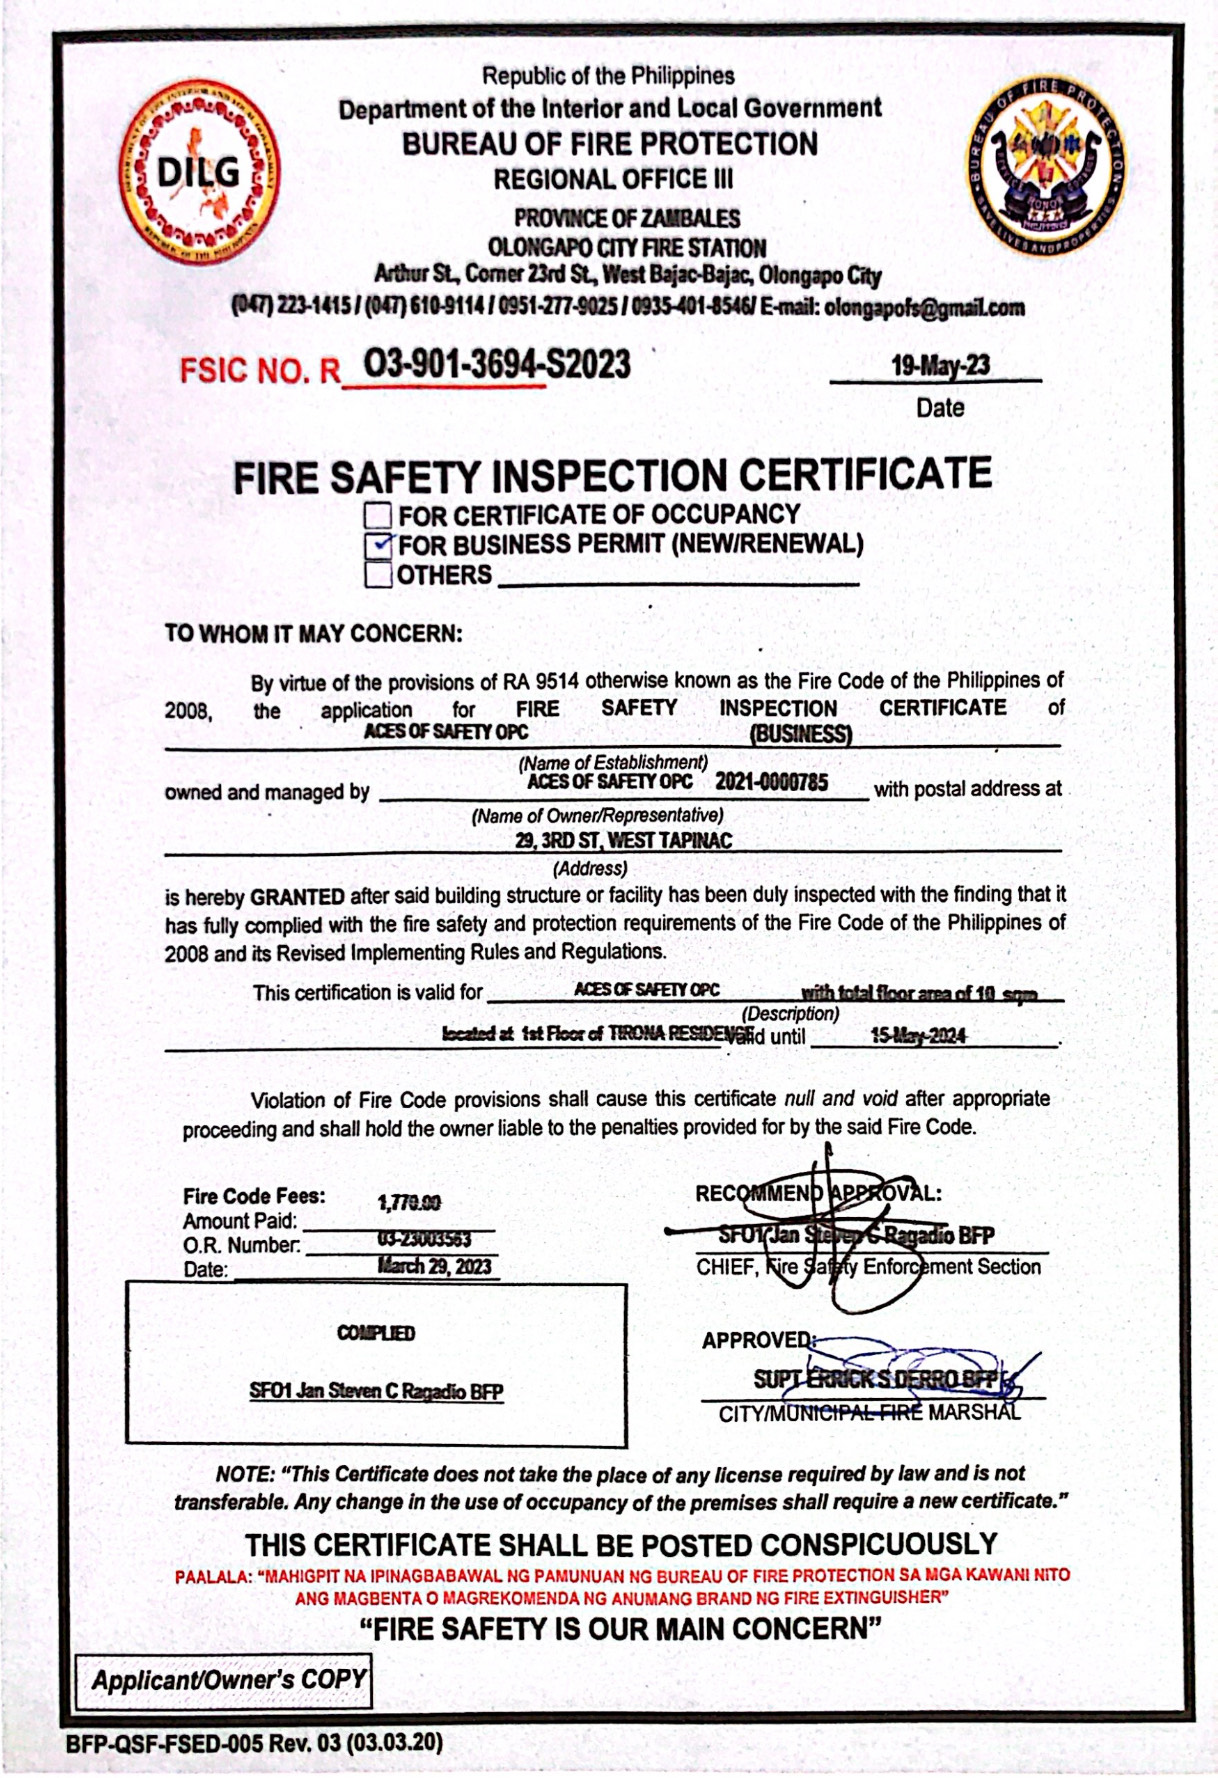 Republic of the Philippines
Department of the Interior and Local Government
BUREAU OF FIRE PROTECTION
REGIONAL OFFICE III
PROVINCE OF ZAMBALES
OLONGAPO CITY FIRE STATION
Arthur St., Corner 23rd St., West Bajac-Bajac, Olongapo City
(047) 223-1415 / (047) 610-9114 / 0951-277-9025 / 0935-401-8546/ E-mail: olongapofs@gmail.com
DILG
BUREAU OF FIRE PROTECTION
SAVE LIVES AND PROPERTIES
HONOR
FSIC NO. R O3-901-3694-S2023
19-May-23
Date
FIRE SAFETY INSPECTION CERTIFICATE
FOR CERTIFICATE OF OCCUPANCY
FOR BUSINESS PERMIT (NEW/RENEWAL)
OTHERS
TO WHOM IT MAY CONCERN:
By virtue of the provisions of RA 9514 otherwise known as the Fire Code of the Philippines of
2008, the application for FIRE SAFETY INSPECTION CERTIFICATE of
ACES OF SAFETY OPC (BUSINESS)
(Name of Establishment)
owned and managed by ACES OF SAFETY OPC 2021-0000785 with postal address at
(Name of Owner/Representative)
29, 3RD ST, WEST TAPINAC
(Address)
is hereby GRANTED after said building structure or facility has been duly inspected with the finding that it
has fully complied with the fire safety and protection requirements of the Fire Code of the Philippines of
2008 and its Revised Implementing Rules and Regulations.
This certification is valid for ACES OF SAFETY OPC with total floor area of 10 sqm
(Description)
located at 1st Floor of TIRONA RESIDENCE valid until 15-May-2024.
Violation of Fire Code provisions shall cause this certificate null and void after appropriate
proceeding and shall hold the owner liable to the penalties provided for by the said Fire Code.
Fire Code Fees:
Amount Paid: 1,770.00
O.R. Number: 03-23003563
Date: March 29, 2023
RECOMMEND APPROVAL:
SFO1 Jan Steven C Ragadio BFP
CHIEF, Fire Safety Enforcement Section
COMPLIED
SFO1 Jan Steven C Ragadio BFP
APPROVED:
SUPT ERRICK S DERRO BFP
CITY/MUNICIPAL FIRE MARSHAL
NOTE: “This Certificate does not take the place of any license required by law and is not
transferable. Any change in the use of occupancy of the premises shall require a new certificate.”
THIS CERTIFICATE SHALL BE POSTED CONSPICUOUSLY
PAALALA: “MAHIGPIT NA IPINAGBABAWAL NG PAMUNUAN NG BUREAU OF FIRE PROTECTION SA MGA KAWANI NITO
ANG MAGBENTA O MAGREKOMENDA NG ANUMANG BRAND NG FIRE EXTINGUISHER”
“FIRE SAFETY IS OUR MAIN CONCERN”
Applicant/Owner's COPY
BFP-QSF-FSED-005 Rev. 03 (03.03.20)